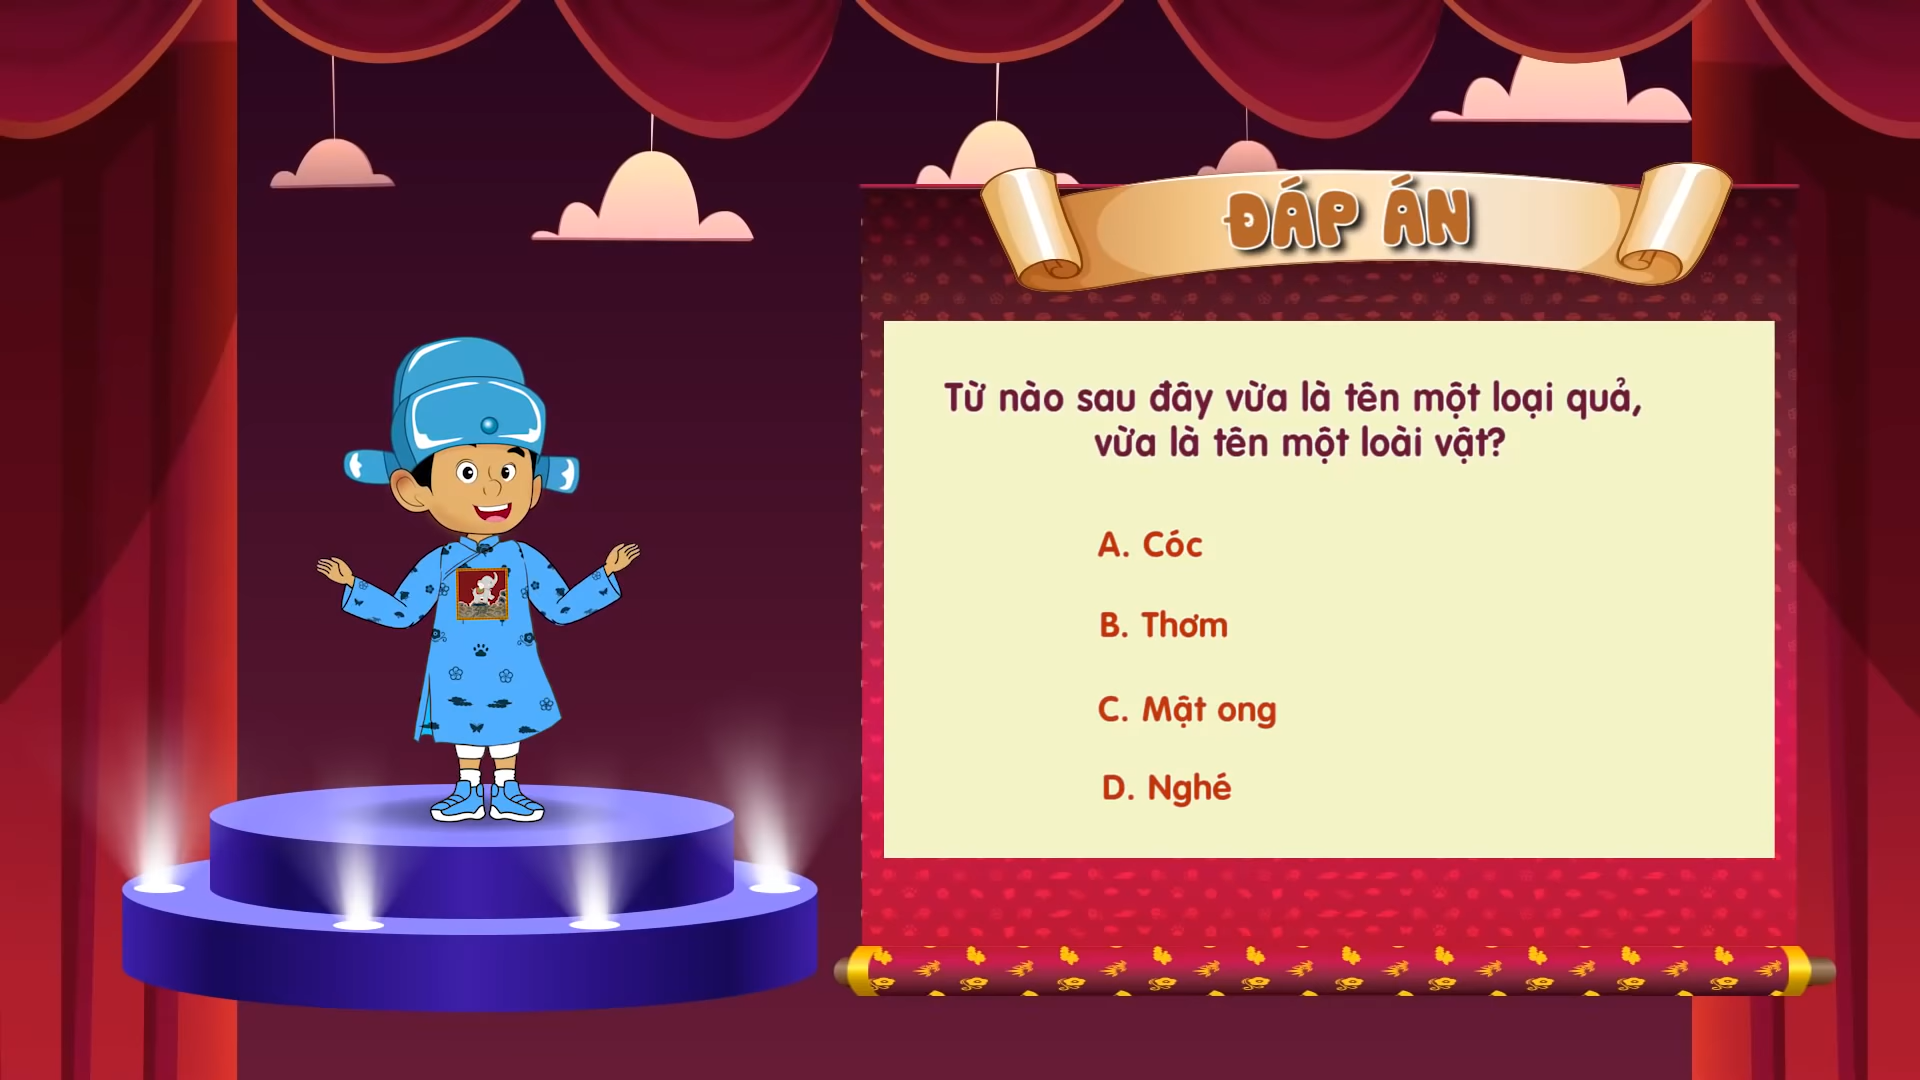 ĐÁP ÁN
Từ nào sau đây vừa là tên một loại quả,
vừa là tên một loài vật?
A. Cóc
B. Thơm
C. Mật ong
D. Nghé